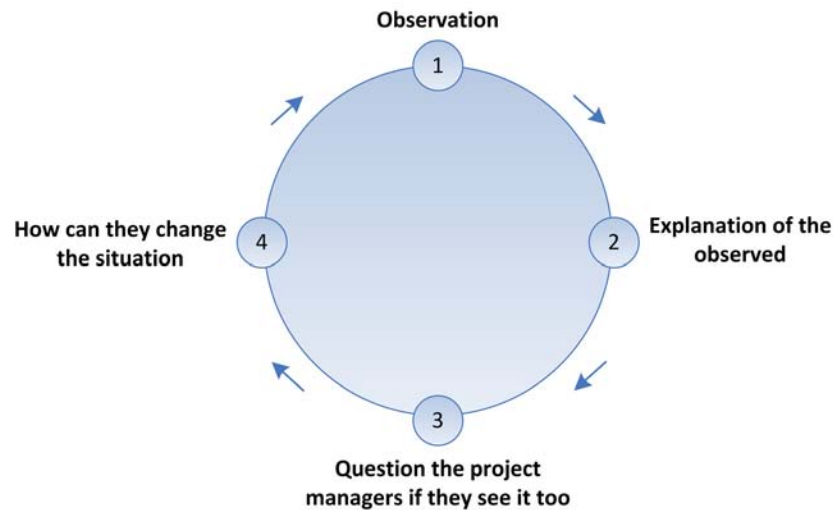 Observation
1
Explanation of the
observed
2
3
Question the project
managers if they see it too
How can they change
the situation
4